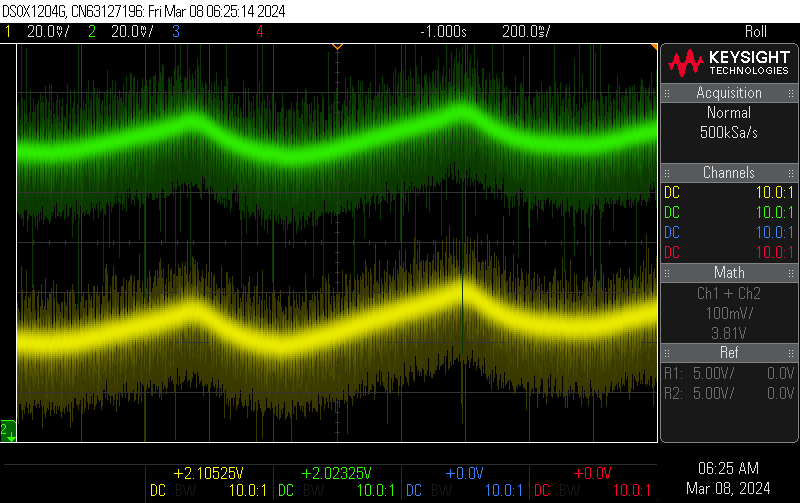 DSOX1204G, CN63127196: Fri Mar 08 06:25:14 2024
1 20.0V/ 2 20.0V/ 3 4 -1.000s 200.0s/ Roll
KEYSIGHT
TECHNOLOGIES
Acquisition
Normal
500kSa/s
Channels
DC 10.0:1
DC 10.0:1
DC 10.0:1
DC 10.0:1
Math
Ch1 + Ch2
100mV/
3.81V
Ref
R1: 5.00V/ 0.0V
R2: 5.00V/ 0.0V
2
+2.10525V +2.02325V +0.0V +0.0V
DC BW 10.0:1 DC BW 10.0:1 DC BW 10.0:1 DC BW 10.0:1
06:25 AM
Mar 08, 2024